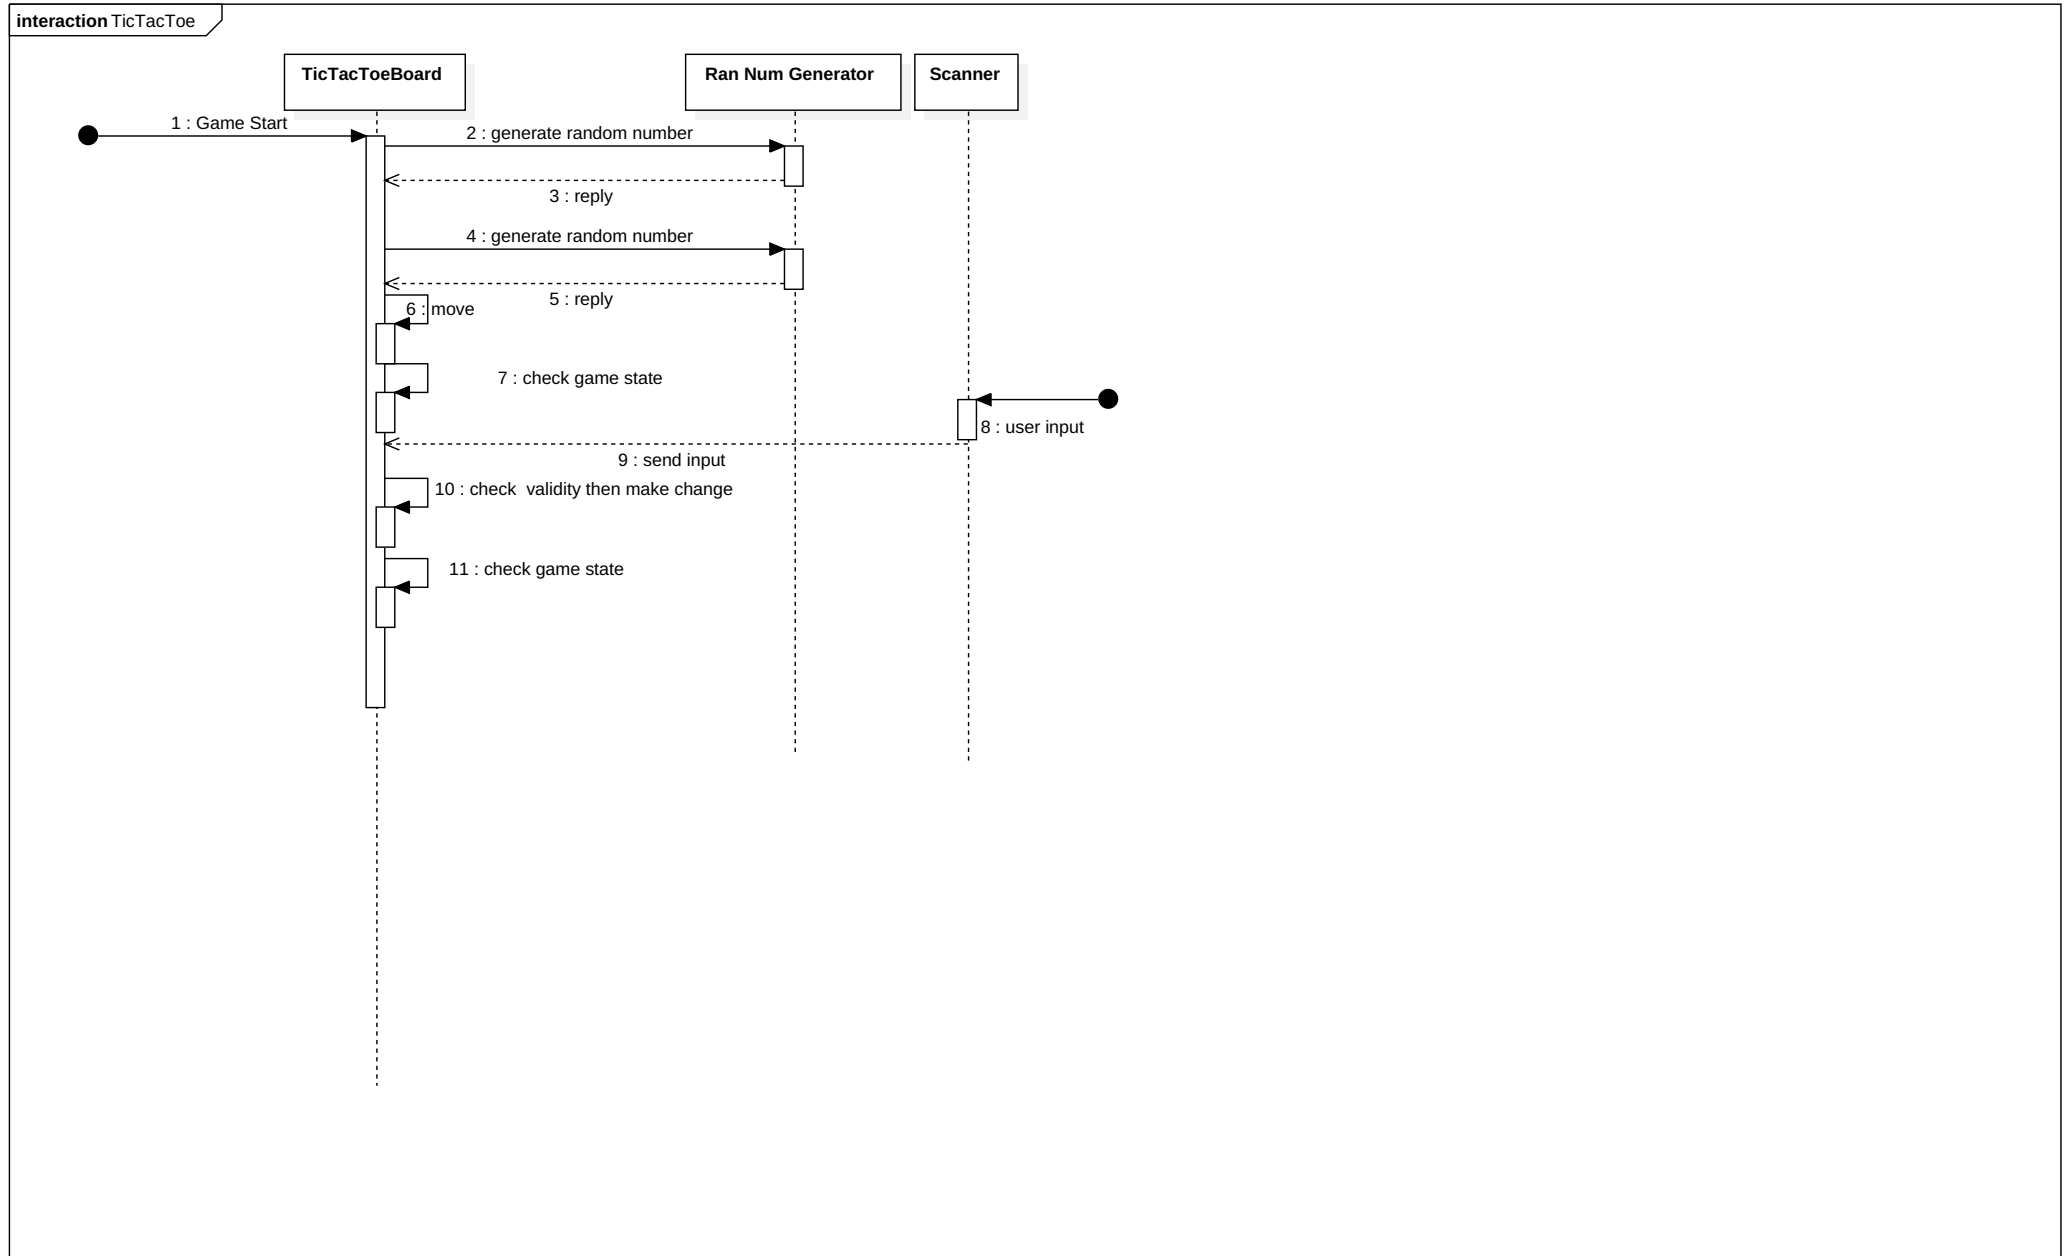 interaction TicTacToe
TicTacToeBoard
Ran Num Generator
Scanner
1 : Game Start
2 : generate random number
3 : reply
4 : generate random number
5 : reply
6 : move
7 : check game state
8 : user input
9 : send input
10 : check  validity then make change
11 : check game state